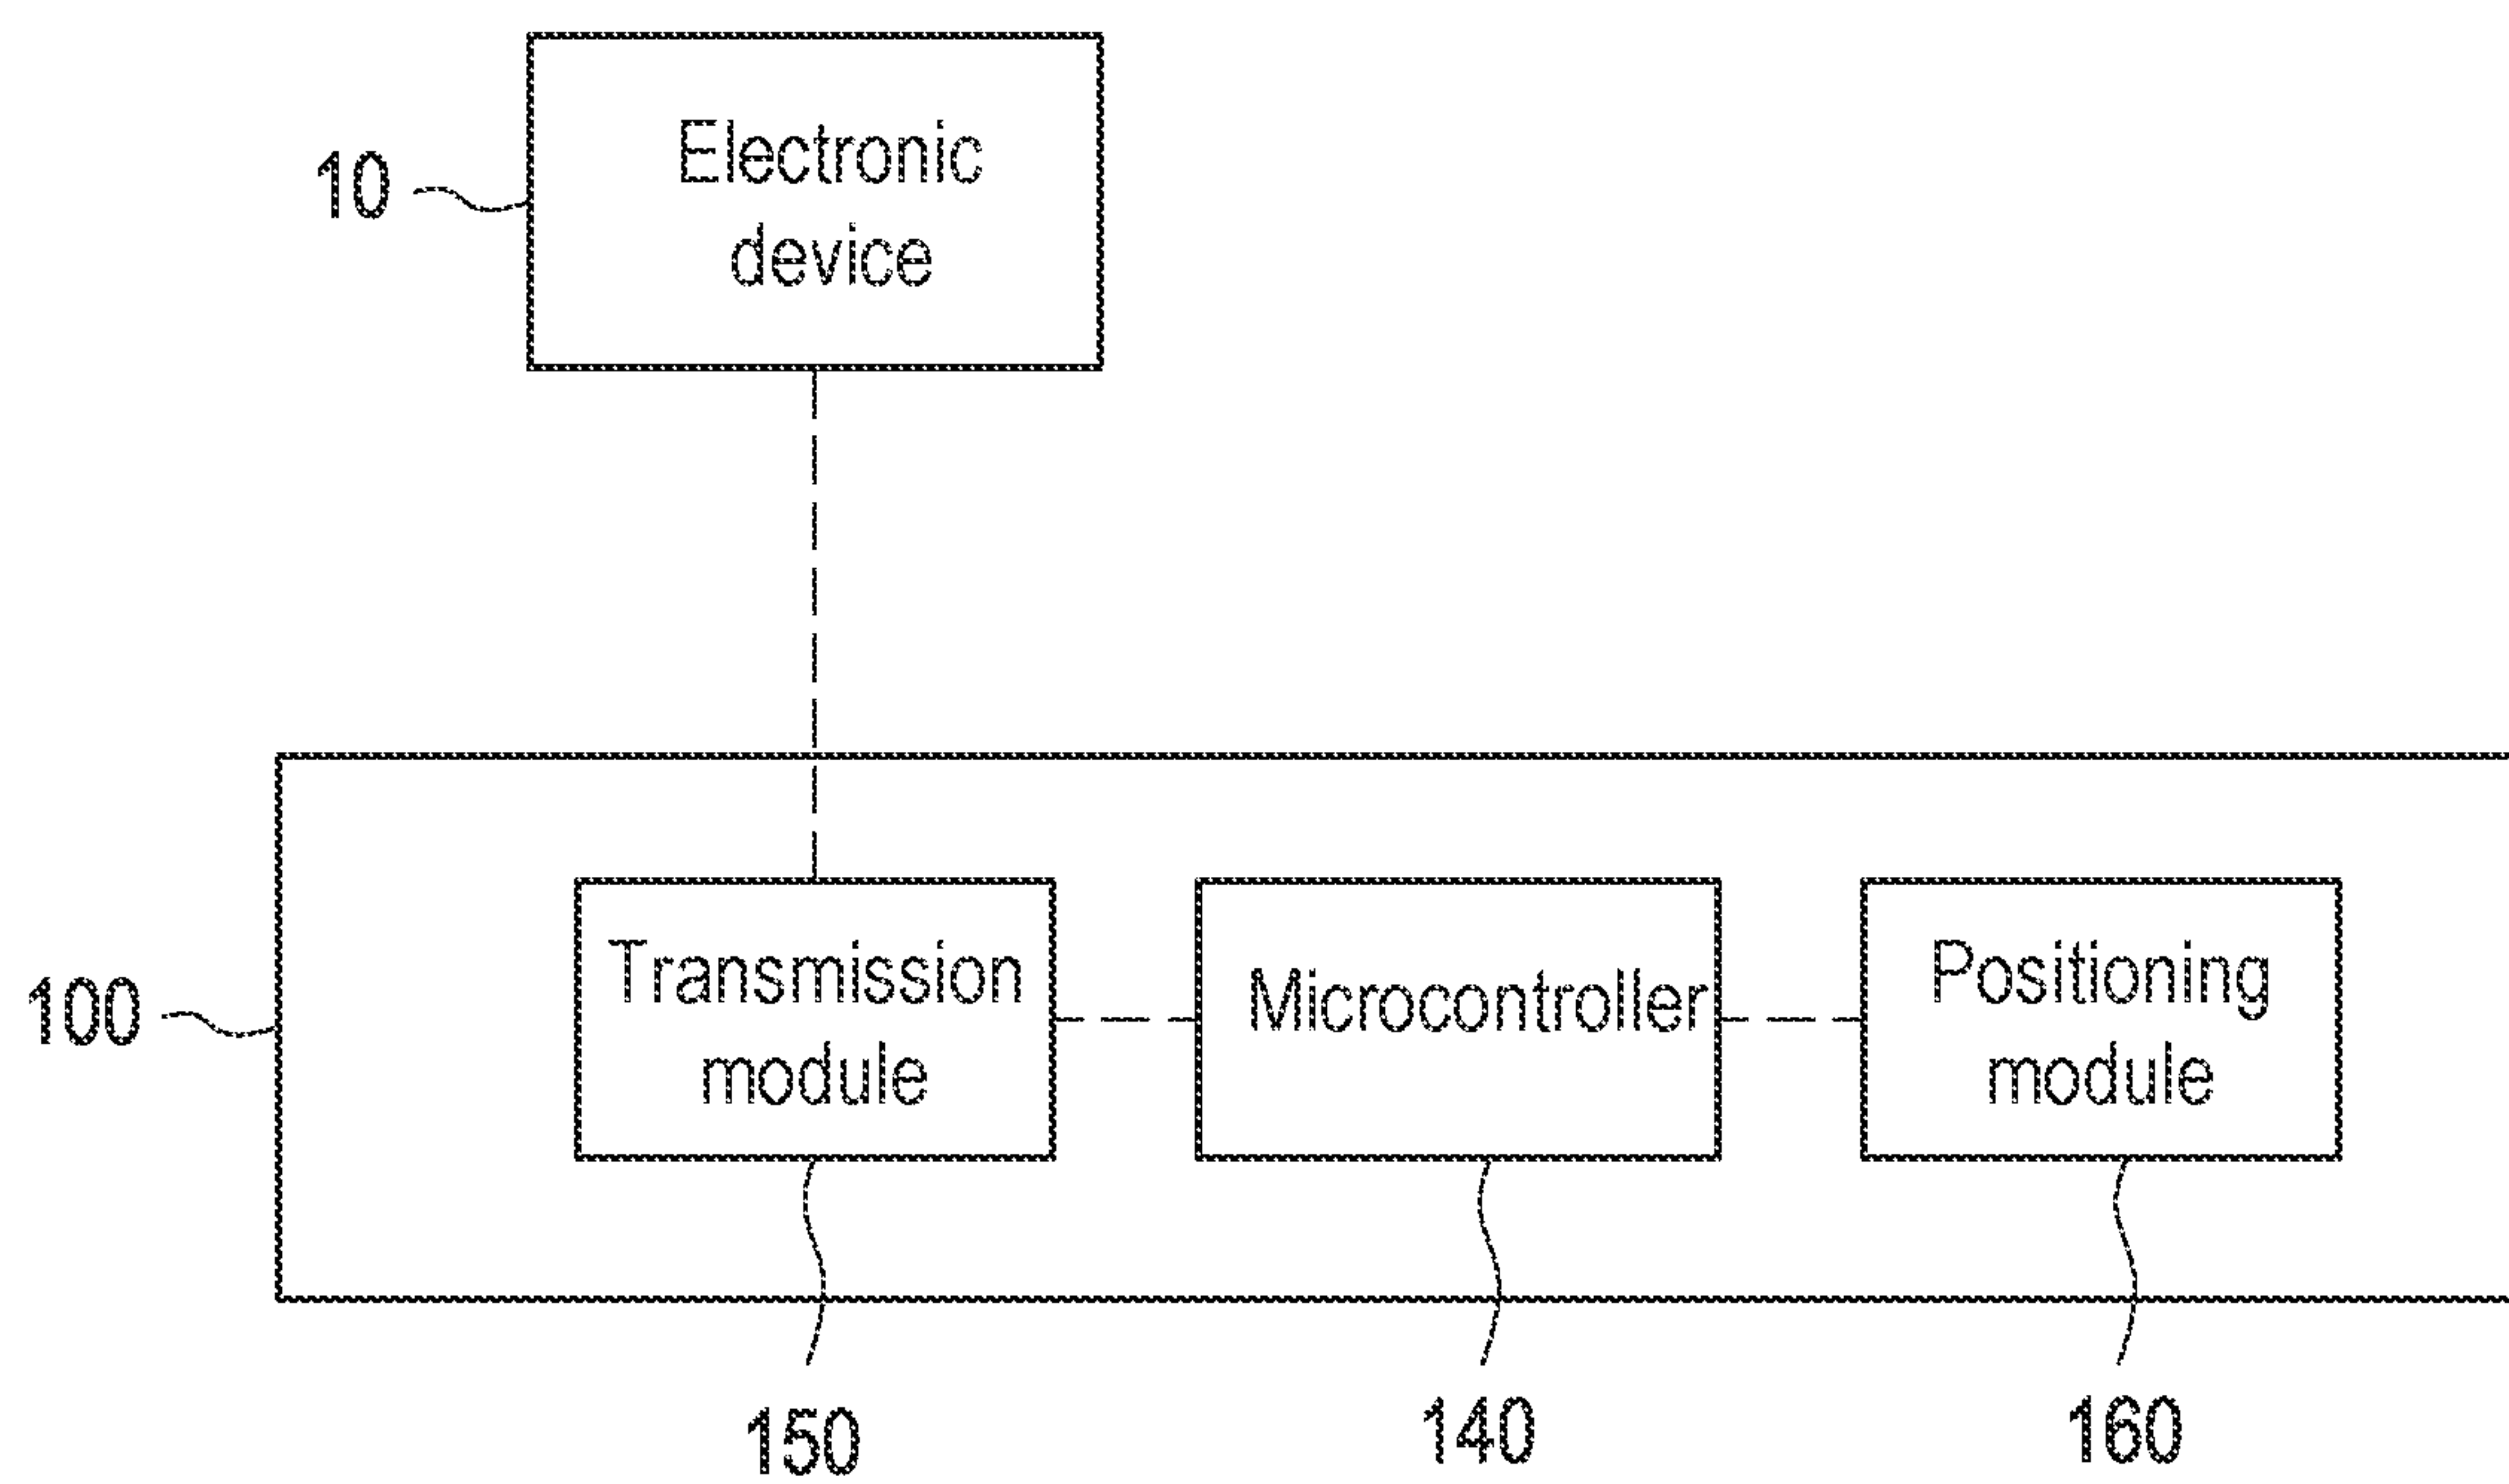 10
Electronic
device
100
Transmission
module
Microcontroller
Positioning
module
150
140
160